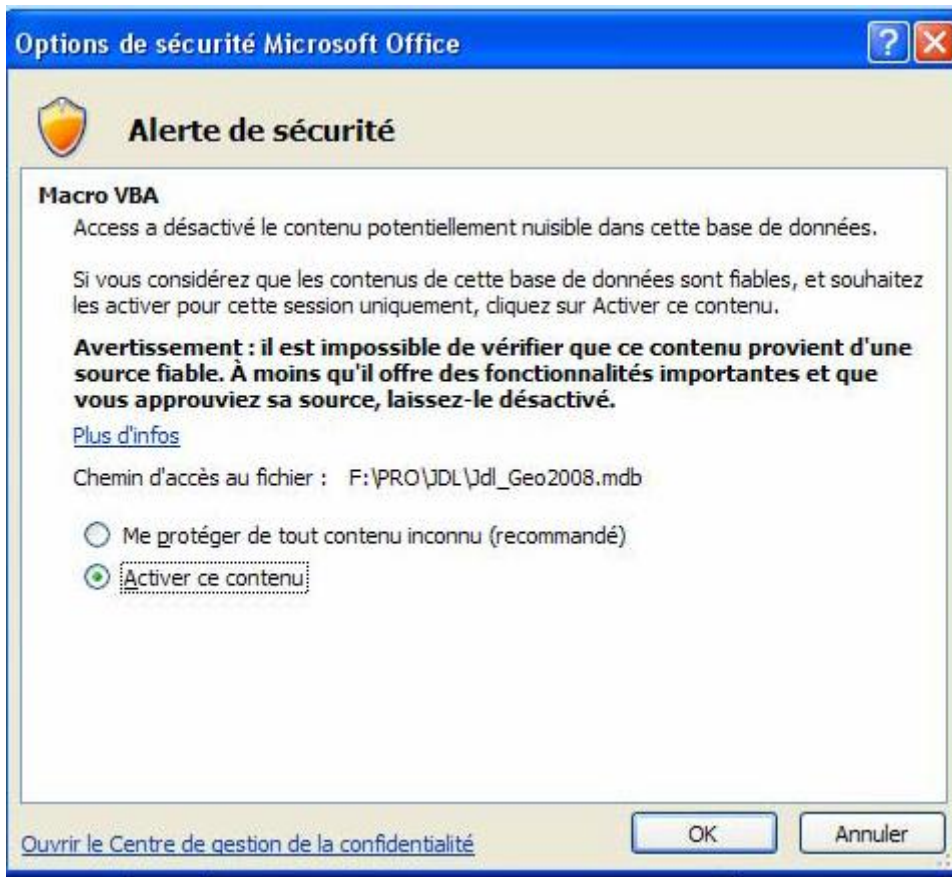 Options de sécurité Microsoft Office
Alerte de sécurité
Macro VBA
Access a désactivé le contenu potentiellement nuisible dans cette base de données.
Si vous considérez que les contenus de cette base de données sont fiables, et souhaitez
les activer pour cette session uniquement, cliquez sur Activer ce contenu.
Avertissement : il est impossible de vérifier que ce contenu provient d'une
source fiable. À moins qu'il offre des fonctionnalités importantes et que
vous approuviez sa source, laissez-le désactivé.
Plus d'infos
Chemin d'accès au fichier : F:\PRO\JDL\Jdl_Geo2008.mdb
Me protéger de tout contenu inconnu (recommandé)
Activer ce contenu
Ouvrir le Centre de gestion de la confidentialité
OK
Annuler